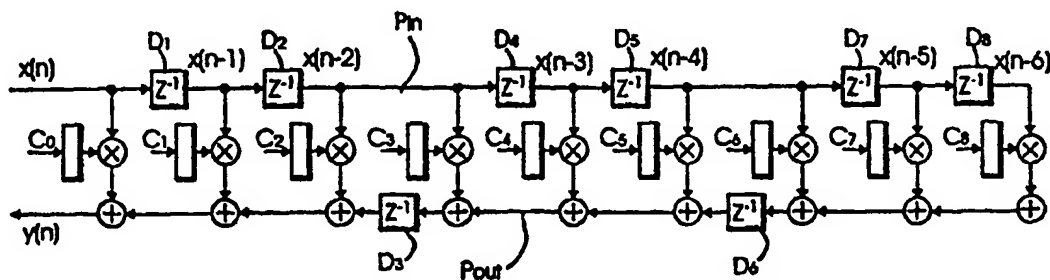 Pin
D1 D2 D4 D5 D7 D8
x(n) Z-1 x(n-1) Z-1 x(n-2) Z-1 x(n-3) Z-1 x(n-4) Z-1 x(n-5) Z-1 x(n-6)
C0 C1 C2 C3 C4 C5 C6 C7 C8
y(n) Z-1 Z-1
D3 Pout D6